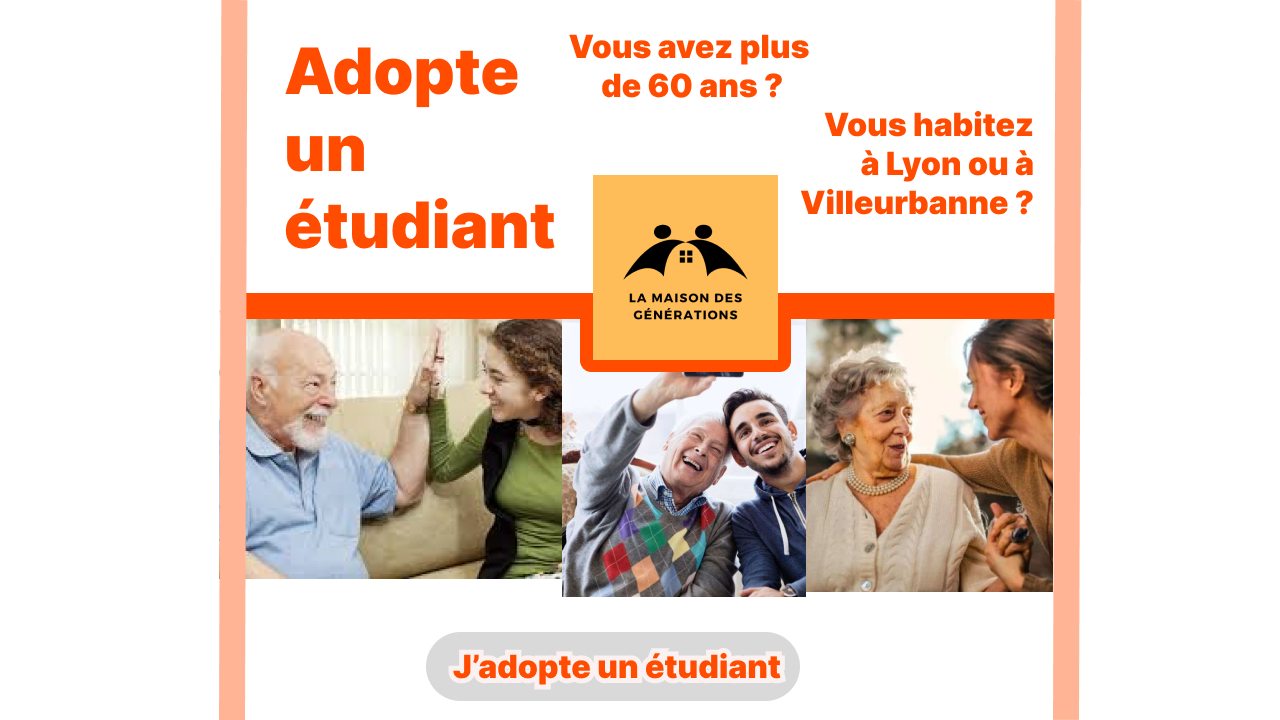 Adopte
un
étudiant
Vous avez plus
de 60 ans ?
Vous habitez
à Lyon ou à
Villeurbanne ?
LA MAISON DES
GÉNÉRATIONS
J'adopte un étudiant